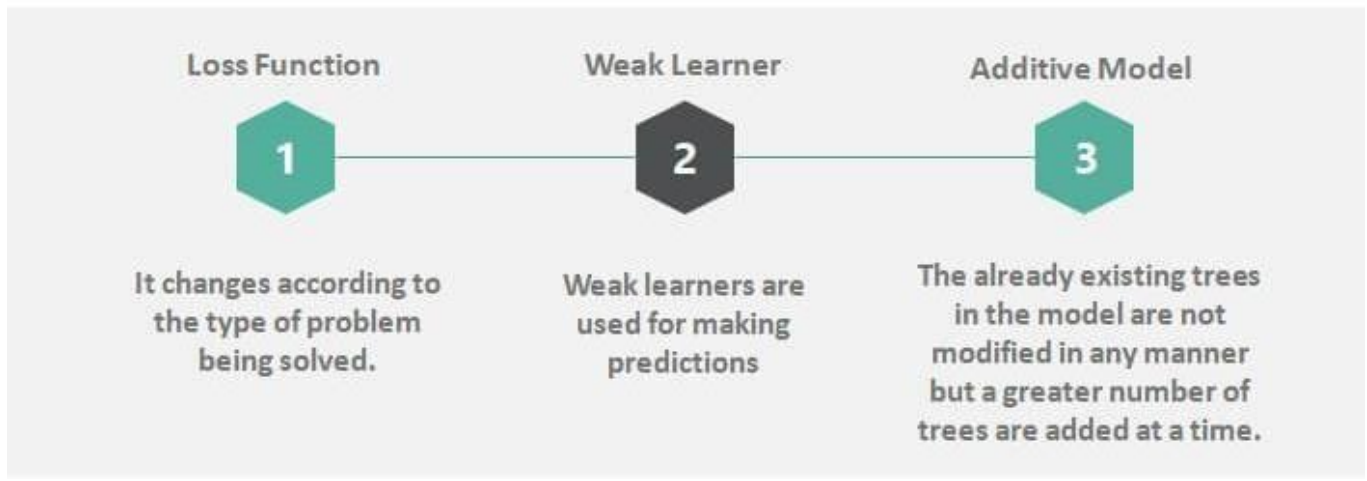 Loss Function
1
It changes according to
the type of problem
being solved.
Weak Learner
2
Weak learners are
used for making
predictions
Additive Model
3
The already existing trees
in the model are not
modified in any manner
but a greater number of
trees are added at a time.